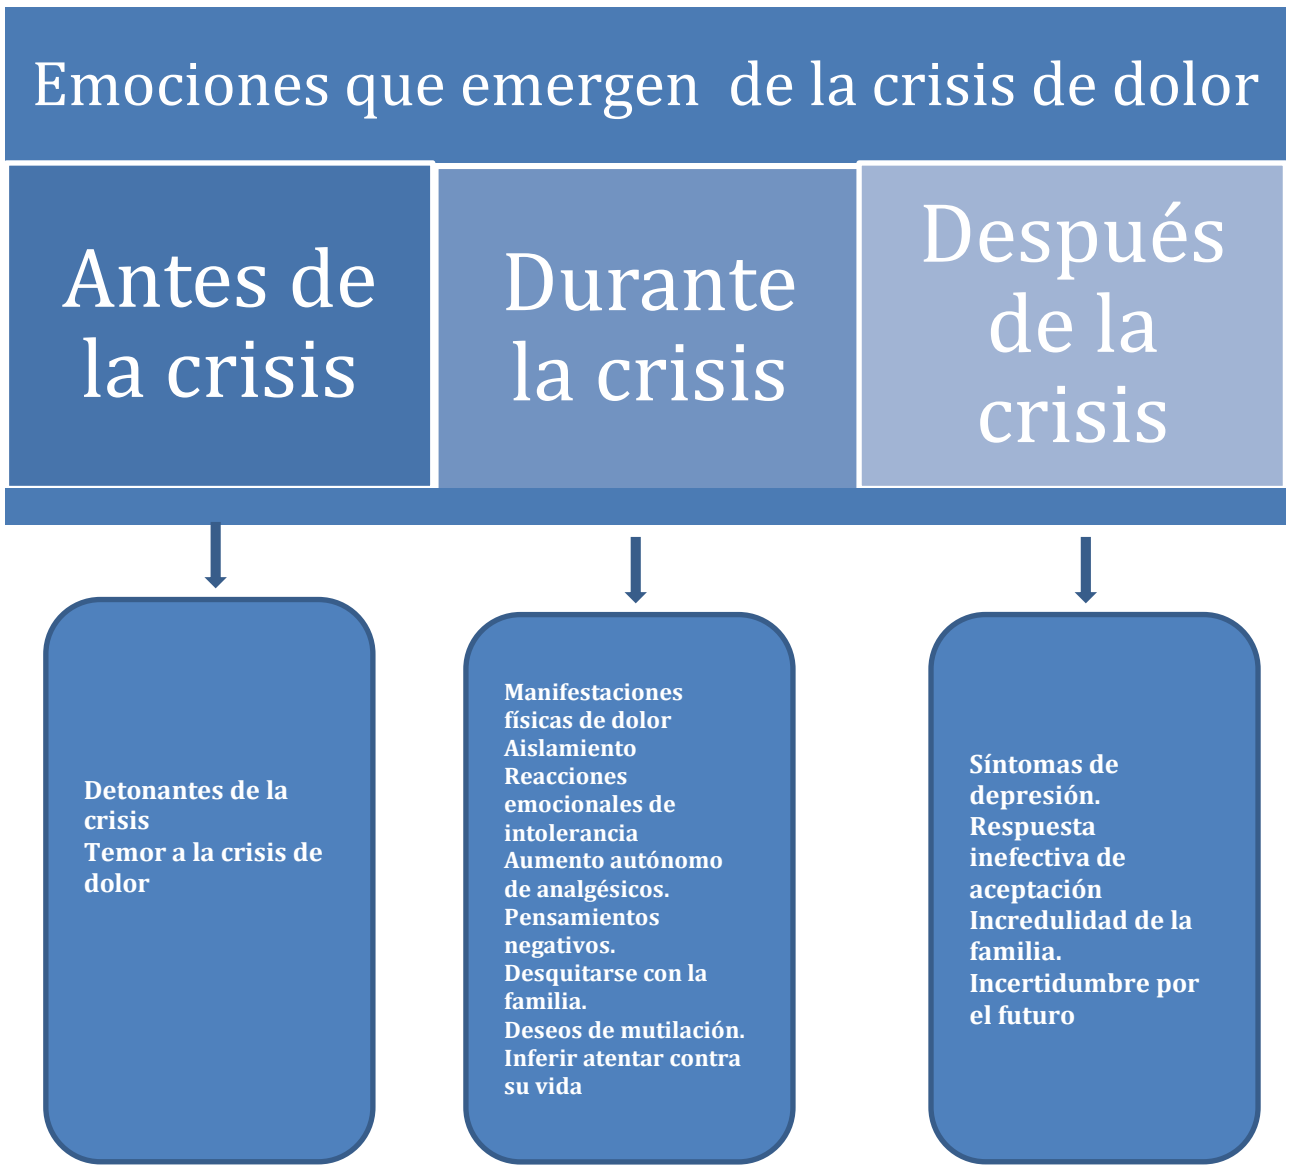 Emociones que emergen de la crisis de dolor
Antes de
la crisis
Durante
la crisis
Después
de la
crisis
Detonantes de la
crisis
Temor a la crisis de
dolor
Manifestaciones
físicas de dolor
Aislamiento
Reacciones
emocionales de
intolerancia
Aumento autónomo
de analgésicos.
Pensamientos
negativos.
Desquitarse con la
familia.
Deseos de mutilación.
Inferir atentar contra
su vida
Síntomas de
depresión.
Respuesta
inefectiva de
aceptación
Incredulidad de la
familia.
Incertidumbre por
el futuro